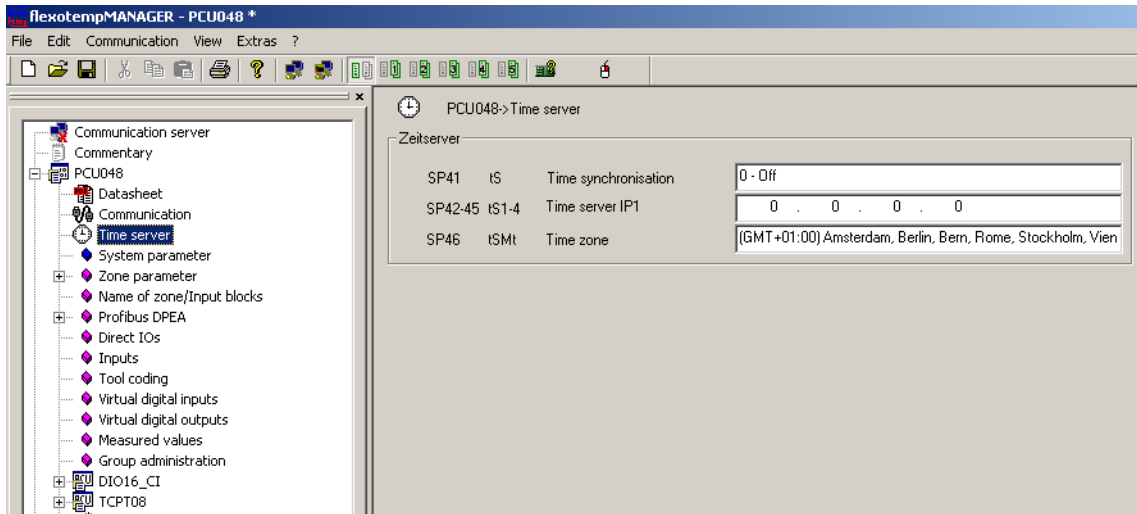 flexotempMANAGER - PCU048 *
File Edit Communication View Extras ?
Communication server
Commentary
PCU048
Datasheet
Communication
Time server
System parameter
Zone parameter
Name of zone/Input blocks
Profibus DPEA
Direct IOs
Inputs
Tool coding
Virtual digital inputs
Virtual digital outputs
Measured values
Group administration
DIO16_CI
TCPT08
PCU048->Time server
Zeitserver
SP41 tS Time synchronisation 0 - Off
SP42-45 tS1-4 Time server IP1 0 . 0 . 0 . 0
SP46 tSMt Time zone (GMT+01:00) Amsterdam, Berlin, Bern, Rome, Stockholm, Vien